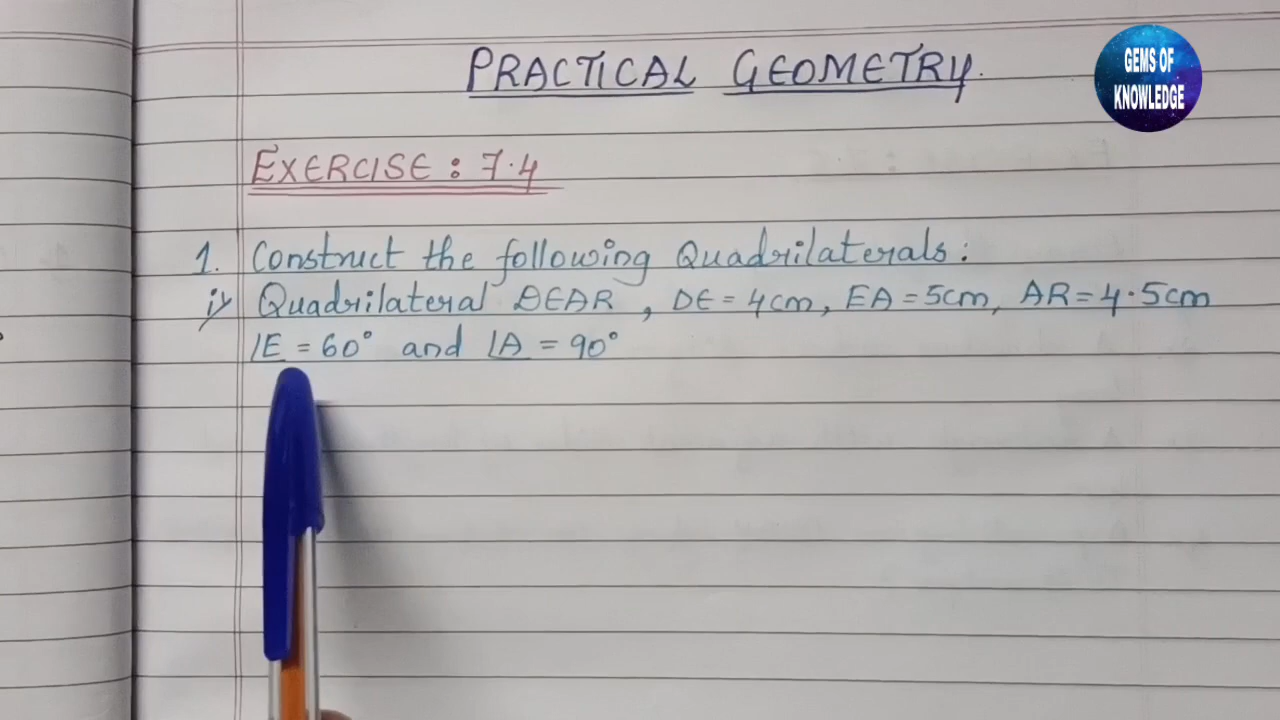 PRACTICAL GEOMETRY.
GEMS OF
KNOWLEDGE
EXERCISE: 7.4
1. Construct the following Quadrilaterals:
i) Quadrilateral DEAR, DE = 4cm, EA = 5cm, AR = 4.5cm
∠E = 60° and ∠A = 90°